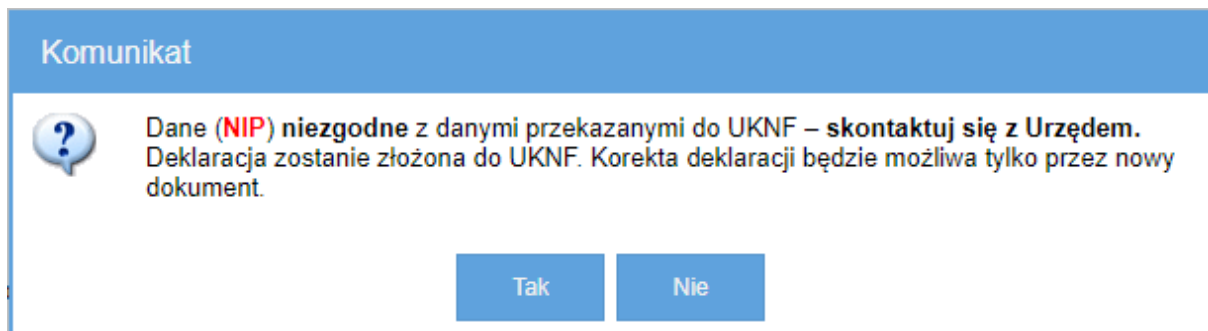 Komunikat
Dane (NIP) niezgodne z danymi przekazanymi do UKNF – skontaktuj się z Urzędem.
Deklaracja zostanie złożona do UKNF. Korekta deklaracji będzie możliwa tylko przez nowy
dokument.
Tak Nie